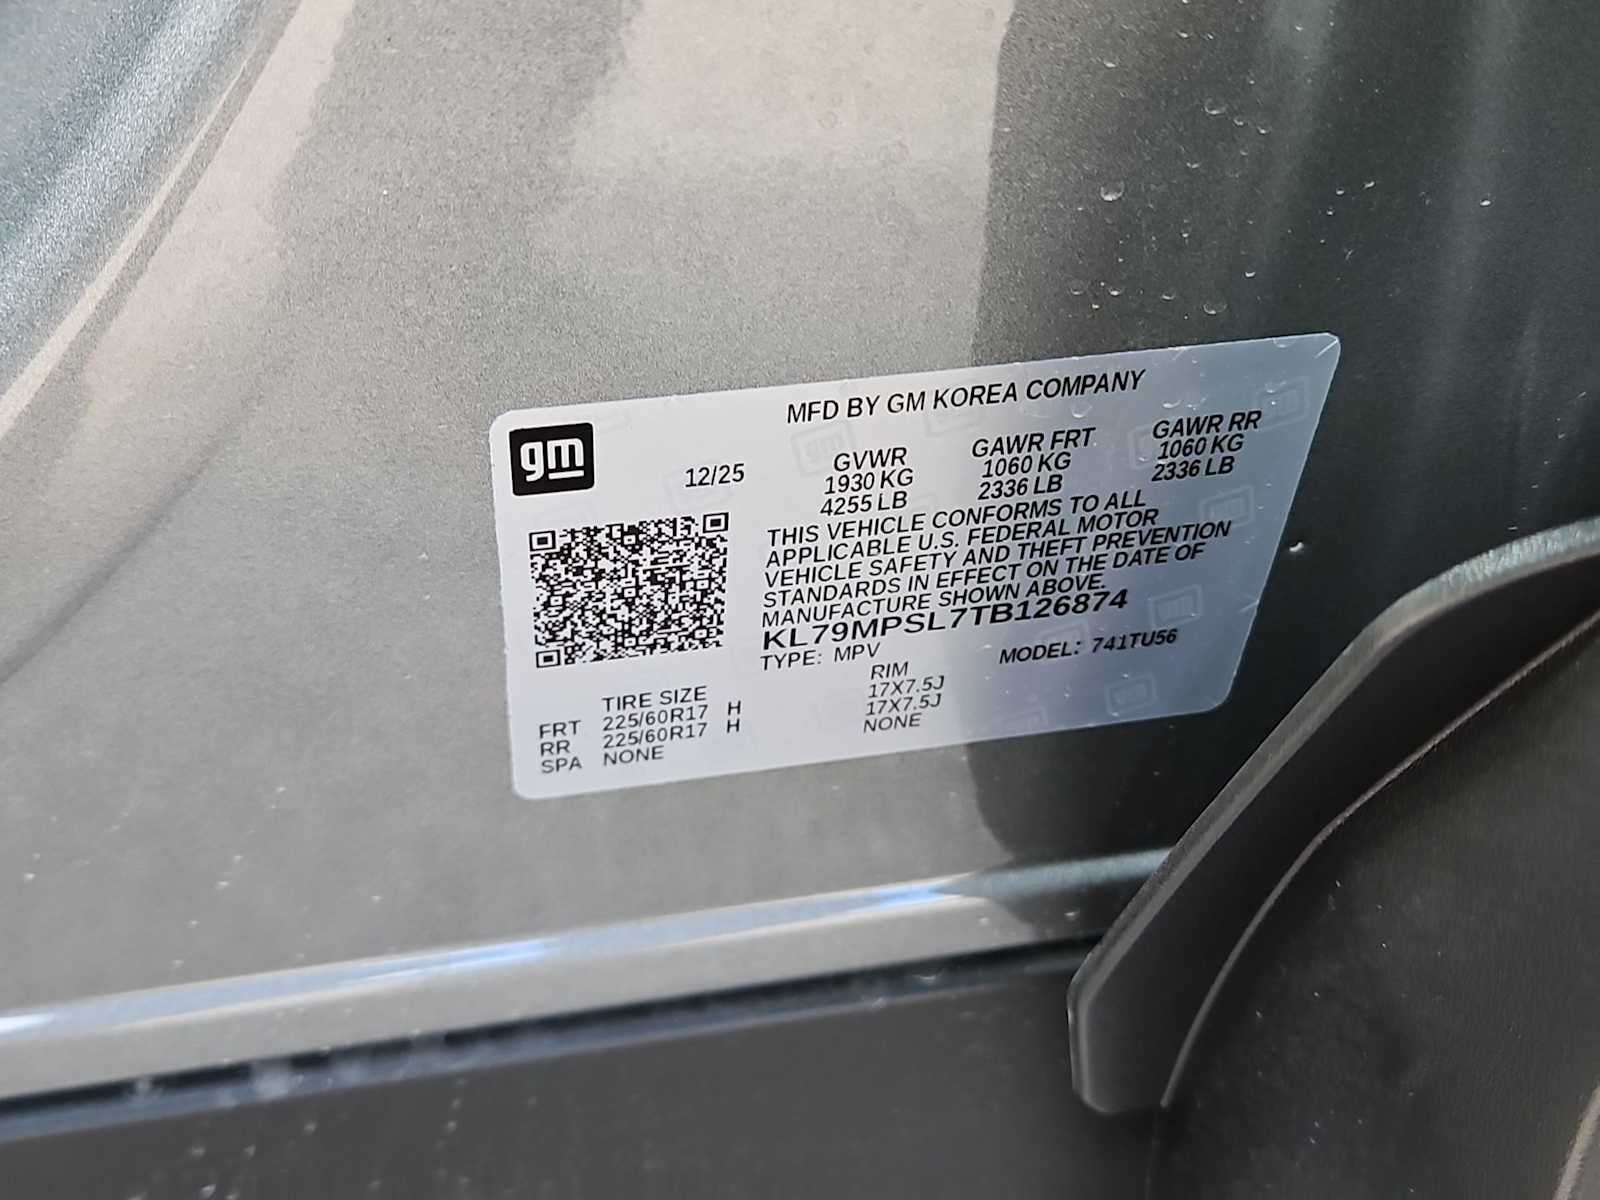 MFD BY GM KOREA COMPANY
gm
12/25
GVWR GAWR FRT GAWR RR
1930 KG 1060 KG 1060 KG
4255 LB 2336 LB 2336 LB
THIS VEHICLE CONFORMS TO ALL
APPLICABLE U.S. FEDERAL MOTOR
VEHICLE SAFETY AND THEFT PREVENTION
STANDARDS IN EFFECT ON THE DATE OF
MANUFACTURE SHOWN ABOVE.
KL79MPSL7TB126874
TYPE: MPV MODEL: 741TU56
TIRE SIZE RIM
FRT 225/60R17 H 17X7.5J
RR 225/60R17 H 17X7.5J
SPA NONE NONE